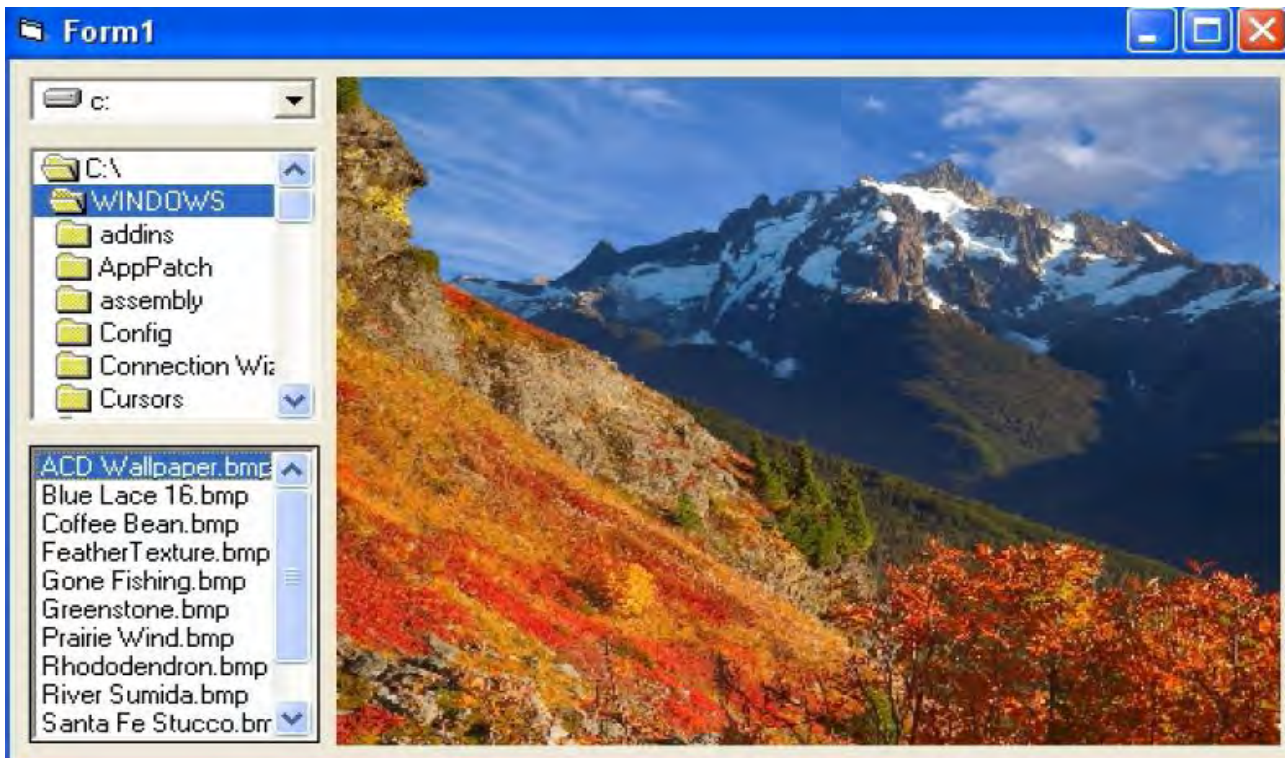 Form1
c:
C:\
WINDOWS
addins
AppPatch
assembly
Config
Connection Wiz
Cursors
ACD Wallpaper.bmp
Blue Lace 16.bmp
Coffee Bean.bmp
FeatherTexture.bmp
Gone Fishing.bmp
Greenstone.bmp
Prairie Wind.bmp
Rhododendron.bmp
River Sumida.bmp
Santa Fe Stucco.bm